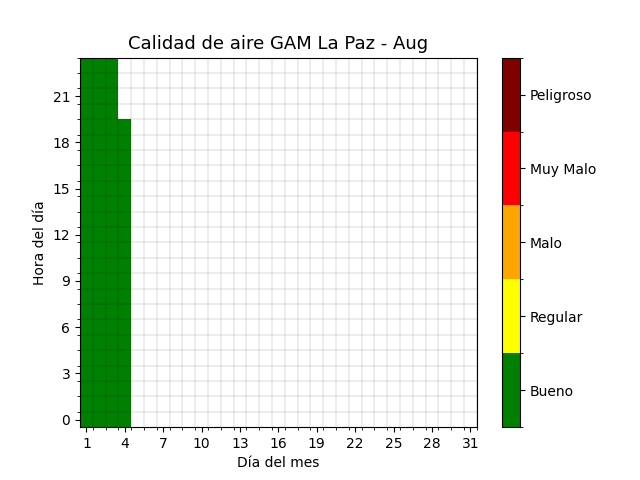 Calidad de aire GAM La Paz - Aug
Hora del día
21
18
15
12
9
6
3
0
1 4 7 10 13 16 19 22 25 28 31
Día del mes
Peligroso
Muy Malo
Malo
Regular
Bueno